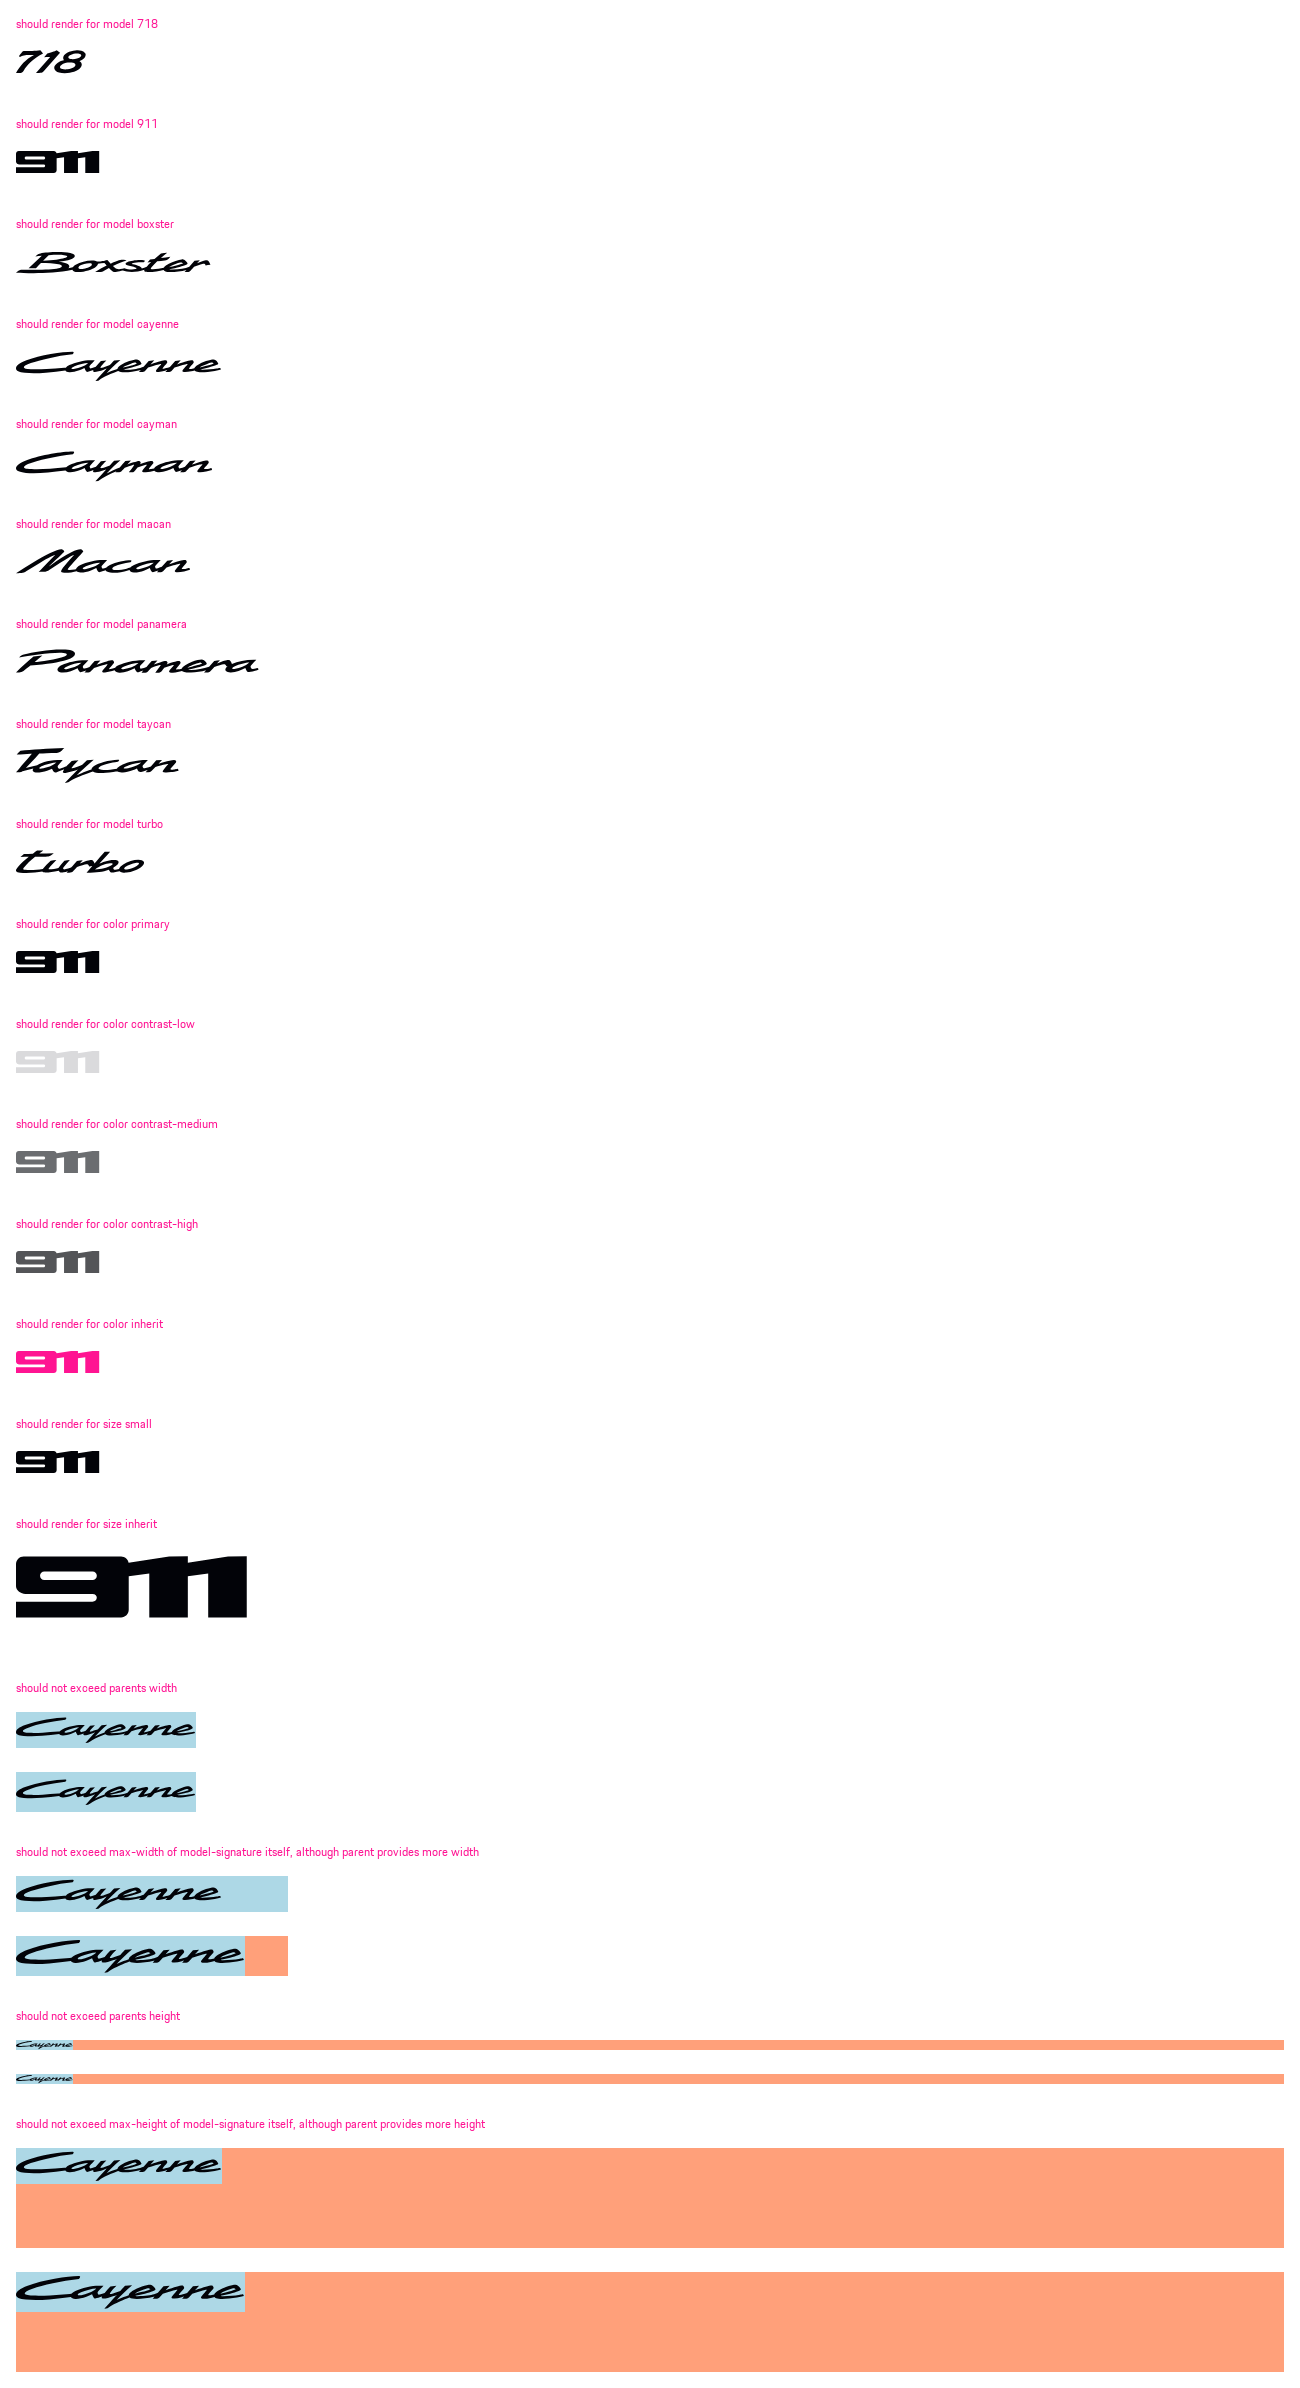 should render for model 718
718
should render for model 911
911
should render for model boxster
Boxster
should render for model cayenne
Cayenne
should render for model cayman
Cayman
should render for model macan
Macan
should render for model panamera
Panamera
should render for model taycan
Taycan
should render for model turbo
turbo
should render for color primary
911
should render for color contrast-low
911
should render for color contrast-medium
911
should render for color contrast-high
911
should render for color inherit
911
should render for size small
911
should render for size inherit
911
should not exceed parents width
Cayenne
Cayenne
should not exceed max-width of model-signature itself, although parent provides more width
Cayenne
Cayenne
should not exceed parents height
Cayenne
Cayenne
should not exceed max-height of model-signature itself, although parent provides more height
Cayenne
Cayenne